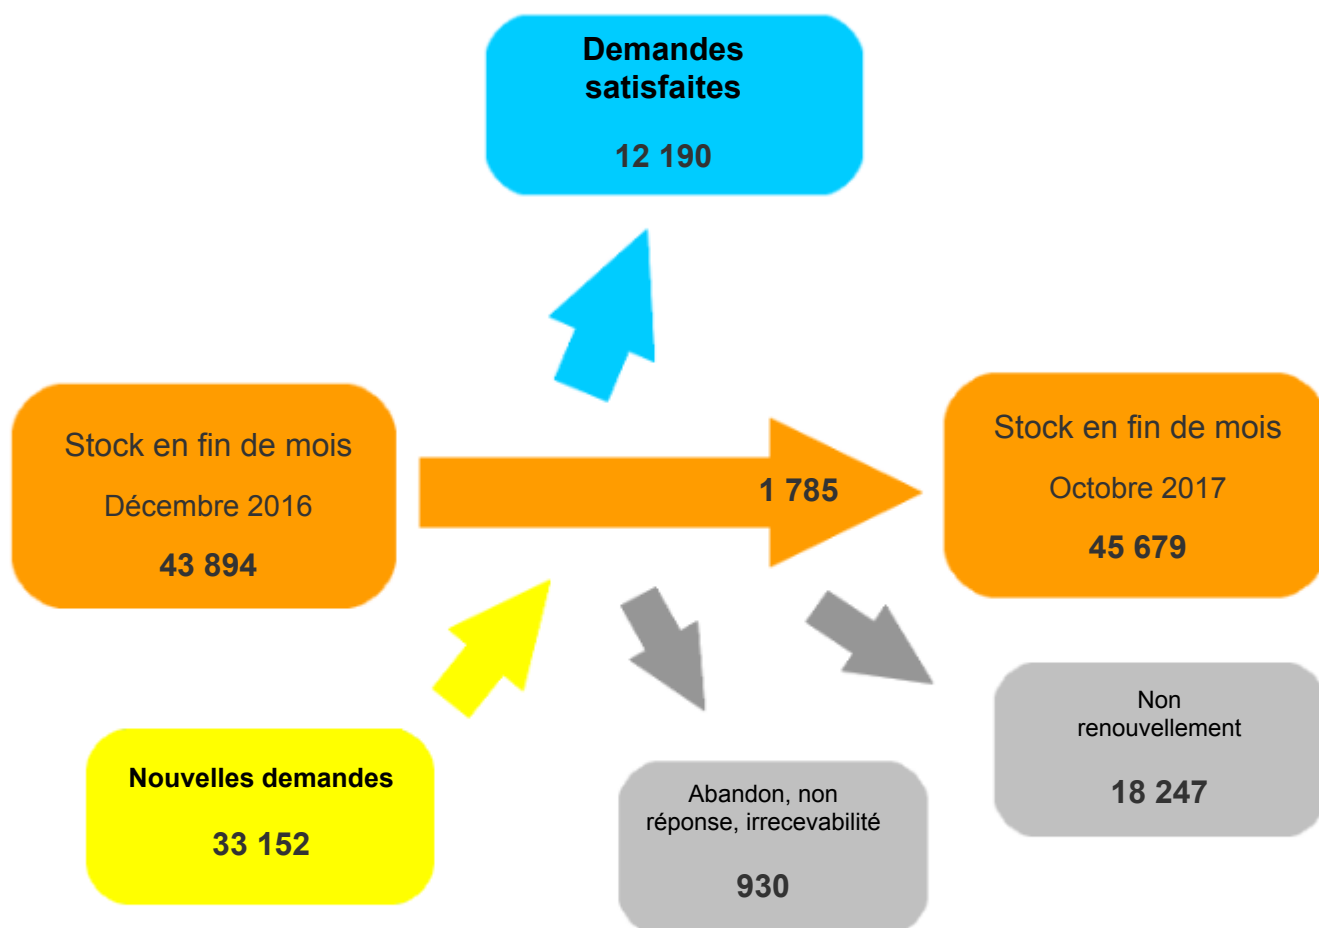 Demandes
satisfaites
12 190
Stock en fin de mois
Décembre 2016
43 894
1 785
Stock en fin de mois
Octobre 2017
45 679
Nouvelles demandes
33 152
Abandon, non
réponse, irrecevabilité
930
Non
renouvellement
18 247